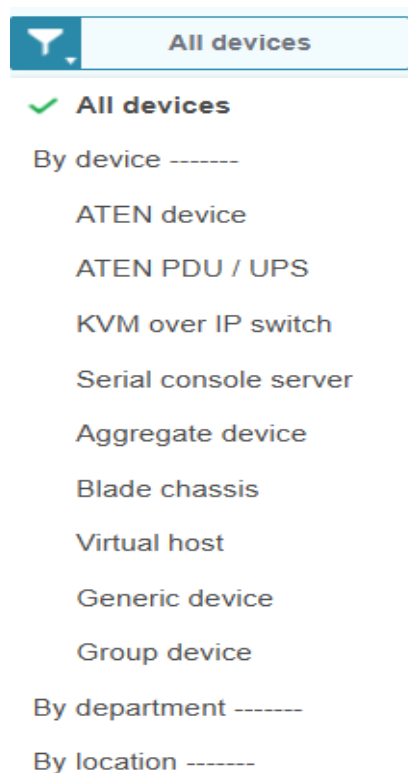 All devices
All devices
By device -------
ATEN device
ATEN PDU / UPS
KVM over IP switch
Serial console server
Aggregate device
Blade chassis
Virtual host
Generic device
Group device
By department -------
By location -------